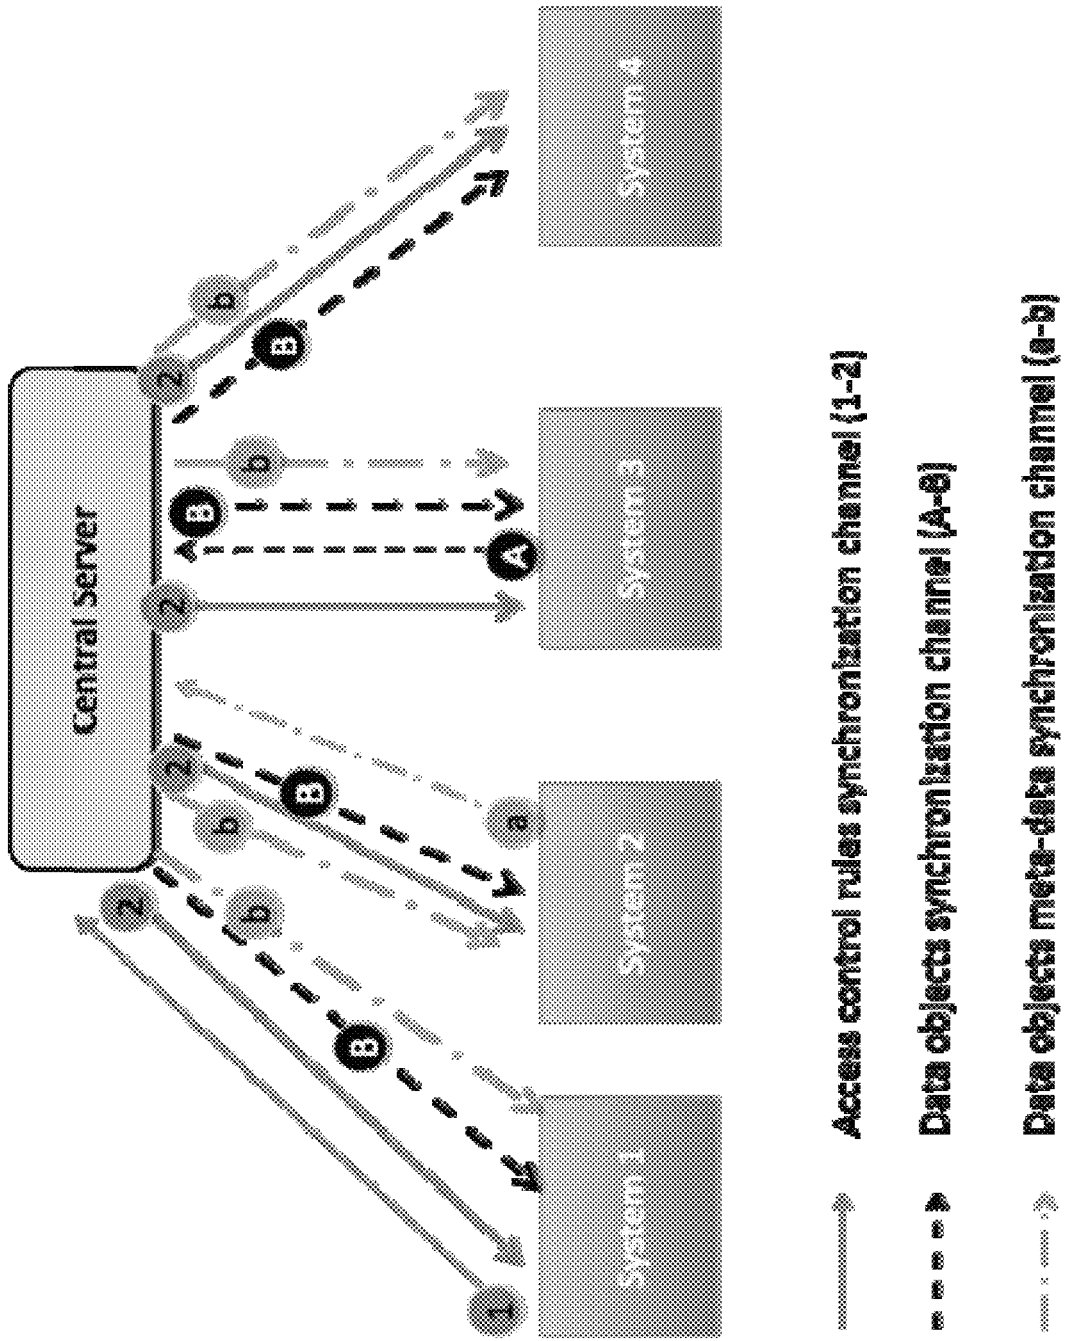 Central Server
1
2
B
b
b
2
B
a
2
A
B
b
2
B
b
System 1
System 2
System 3
System 4
Access control rules synchronization channel (1-2)
Data objects synchronization channel (A-B)
Data objects meta-data synchronization channel (a-b)